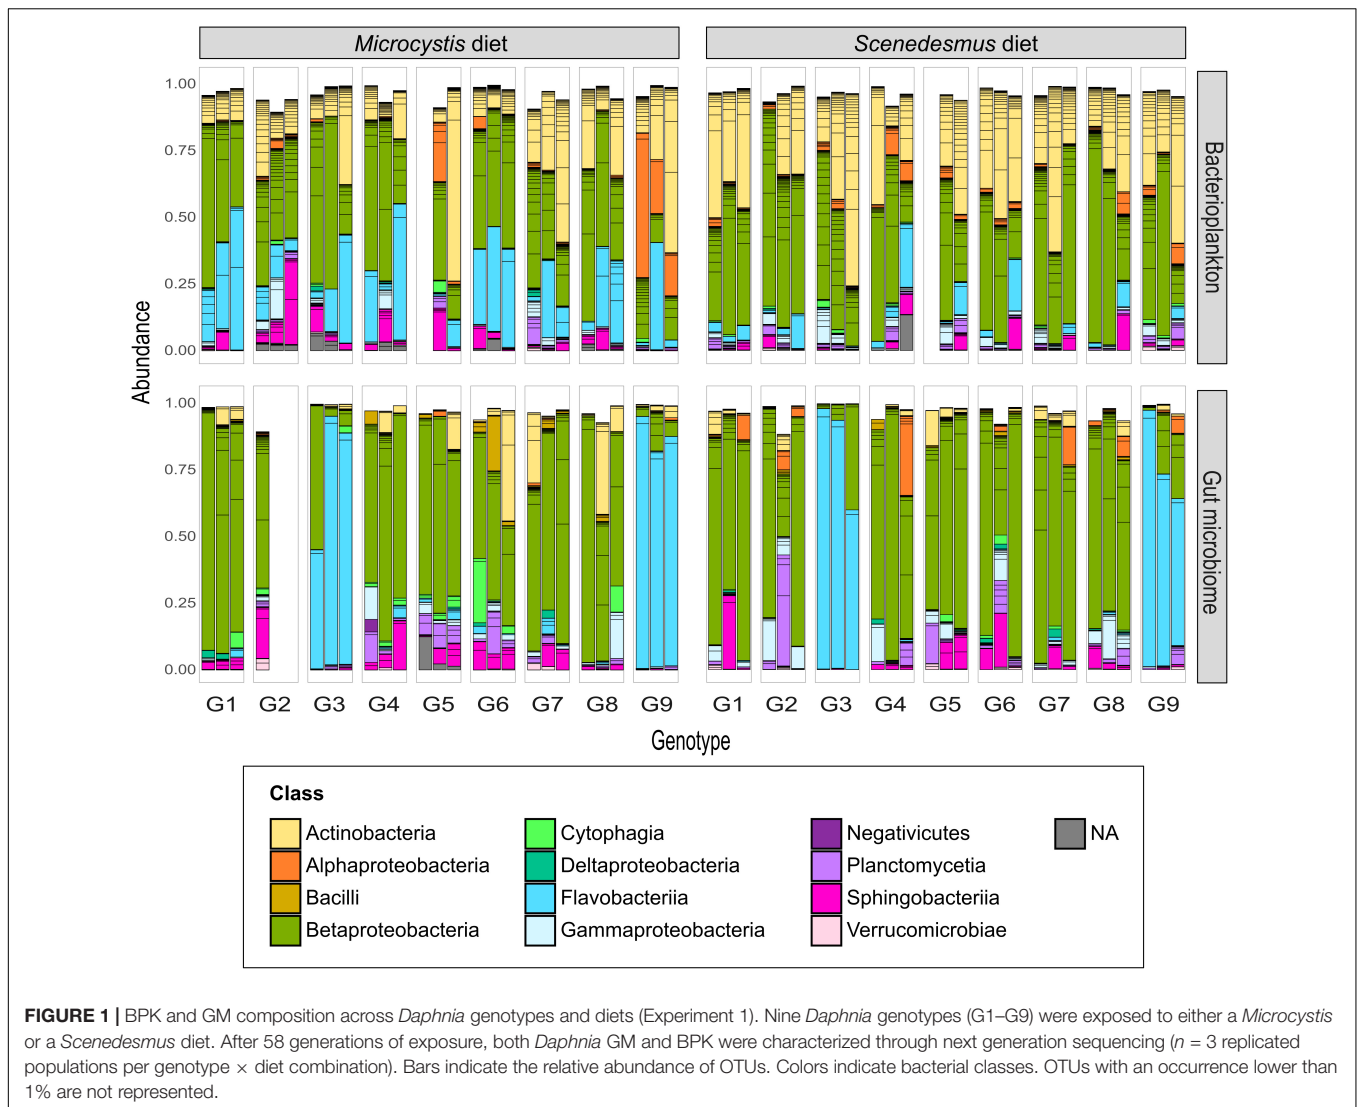 Microcystis diet
Scenedesmus diet
Abundance
1.00
0.75
0.50
0.25
0.00
Bacterioplankton
1.00
0.75
0.50
0.25
0.00
Gut microbiome
G1 G2 G3 G4 G5 G6 G7 G8 G9
G1 G2 G3 G4 G5 G6 G7 G8 G9
Genotype
Class
Actinobacteria
Alphaproteobacteria
Bacilli
Betaproteobacteria
Cytophagia
Deltaproteobacteria
Flavobacteriia
Gammaproteobacteria
Negativicutes
Planctomycetia
Sphingobacteriia
Verrucomicrobiae
NA
FIGURE 1 | BPK and GM composition across Daphnia genotypes and diets (Experiment 1). Nine Daphnia genotypes (G1–G9) were exposed to either a Microcystis
or a Scenedesmus diet. After 58 generations of exposure, both Daphnia GM and BPK were characterized through next generation sequencing (n = 3 replicated
populations per genotype × diet combination). Bars indicate the relative abundance of OTUs. Colors indicate bacterial classes. OTUs with an occurrence lower than
1% are not represented.